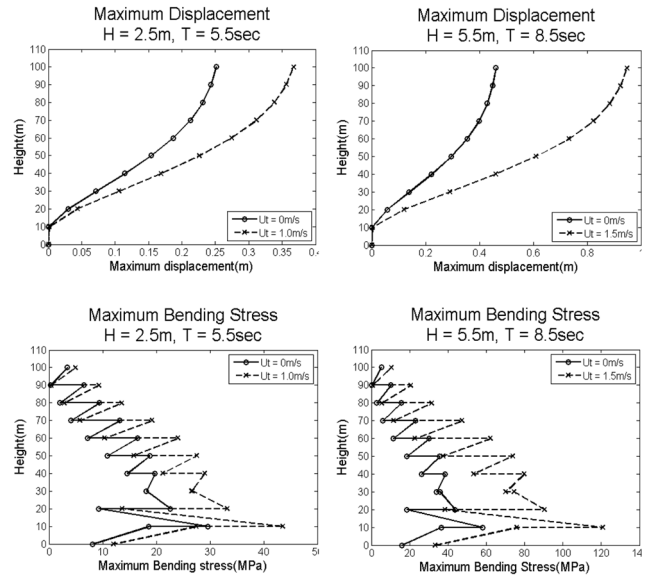 Maximum Displacement
H = 2.5m, T = 5.5sec
110
100
90
80
70
60
50
40
30
20
10
0
Height(m)
Ut = 0m/s
Ut = 1.0m/s
0 0.05 0.1 0.15 0.2 0.25 0.3 0.35
Maximum displacement(m)
Maximum Displacement
H = 5.5m, T = 8.5sec
110
100
90
80
70
60
50
40
30
20
10
0
Height(m)
Ut = 0m/s
Ut = 1.5m/s
0 0.2 0.4 0.6 0.8
Maximum displacement(m)
Maximum Bending Stress
H = 2.5m, T = 5.5sec
110
100
90
80
70
60
50
40
30
20
10
0
Height(m)
Ut = 0m/s
Ut = 1.0m/s
0 10 20 30 40
Maximum Bending stress(MPa)
Maximum Bending Stress
H = 5.5m, T = 8.5sec
110
100
90
80
70
60
50
40
30
20
10
0
Height(m)
Ut = 0m/s
Ut = 1.5m/s
0 20 40 60 80 100 120 140
Maximum Bending stress(MPa)